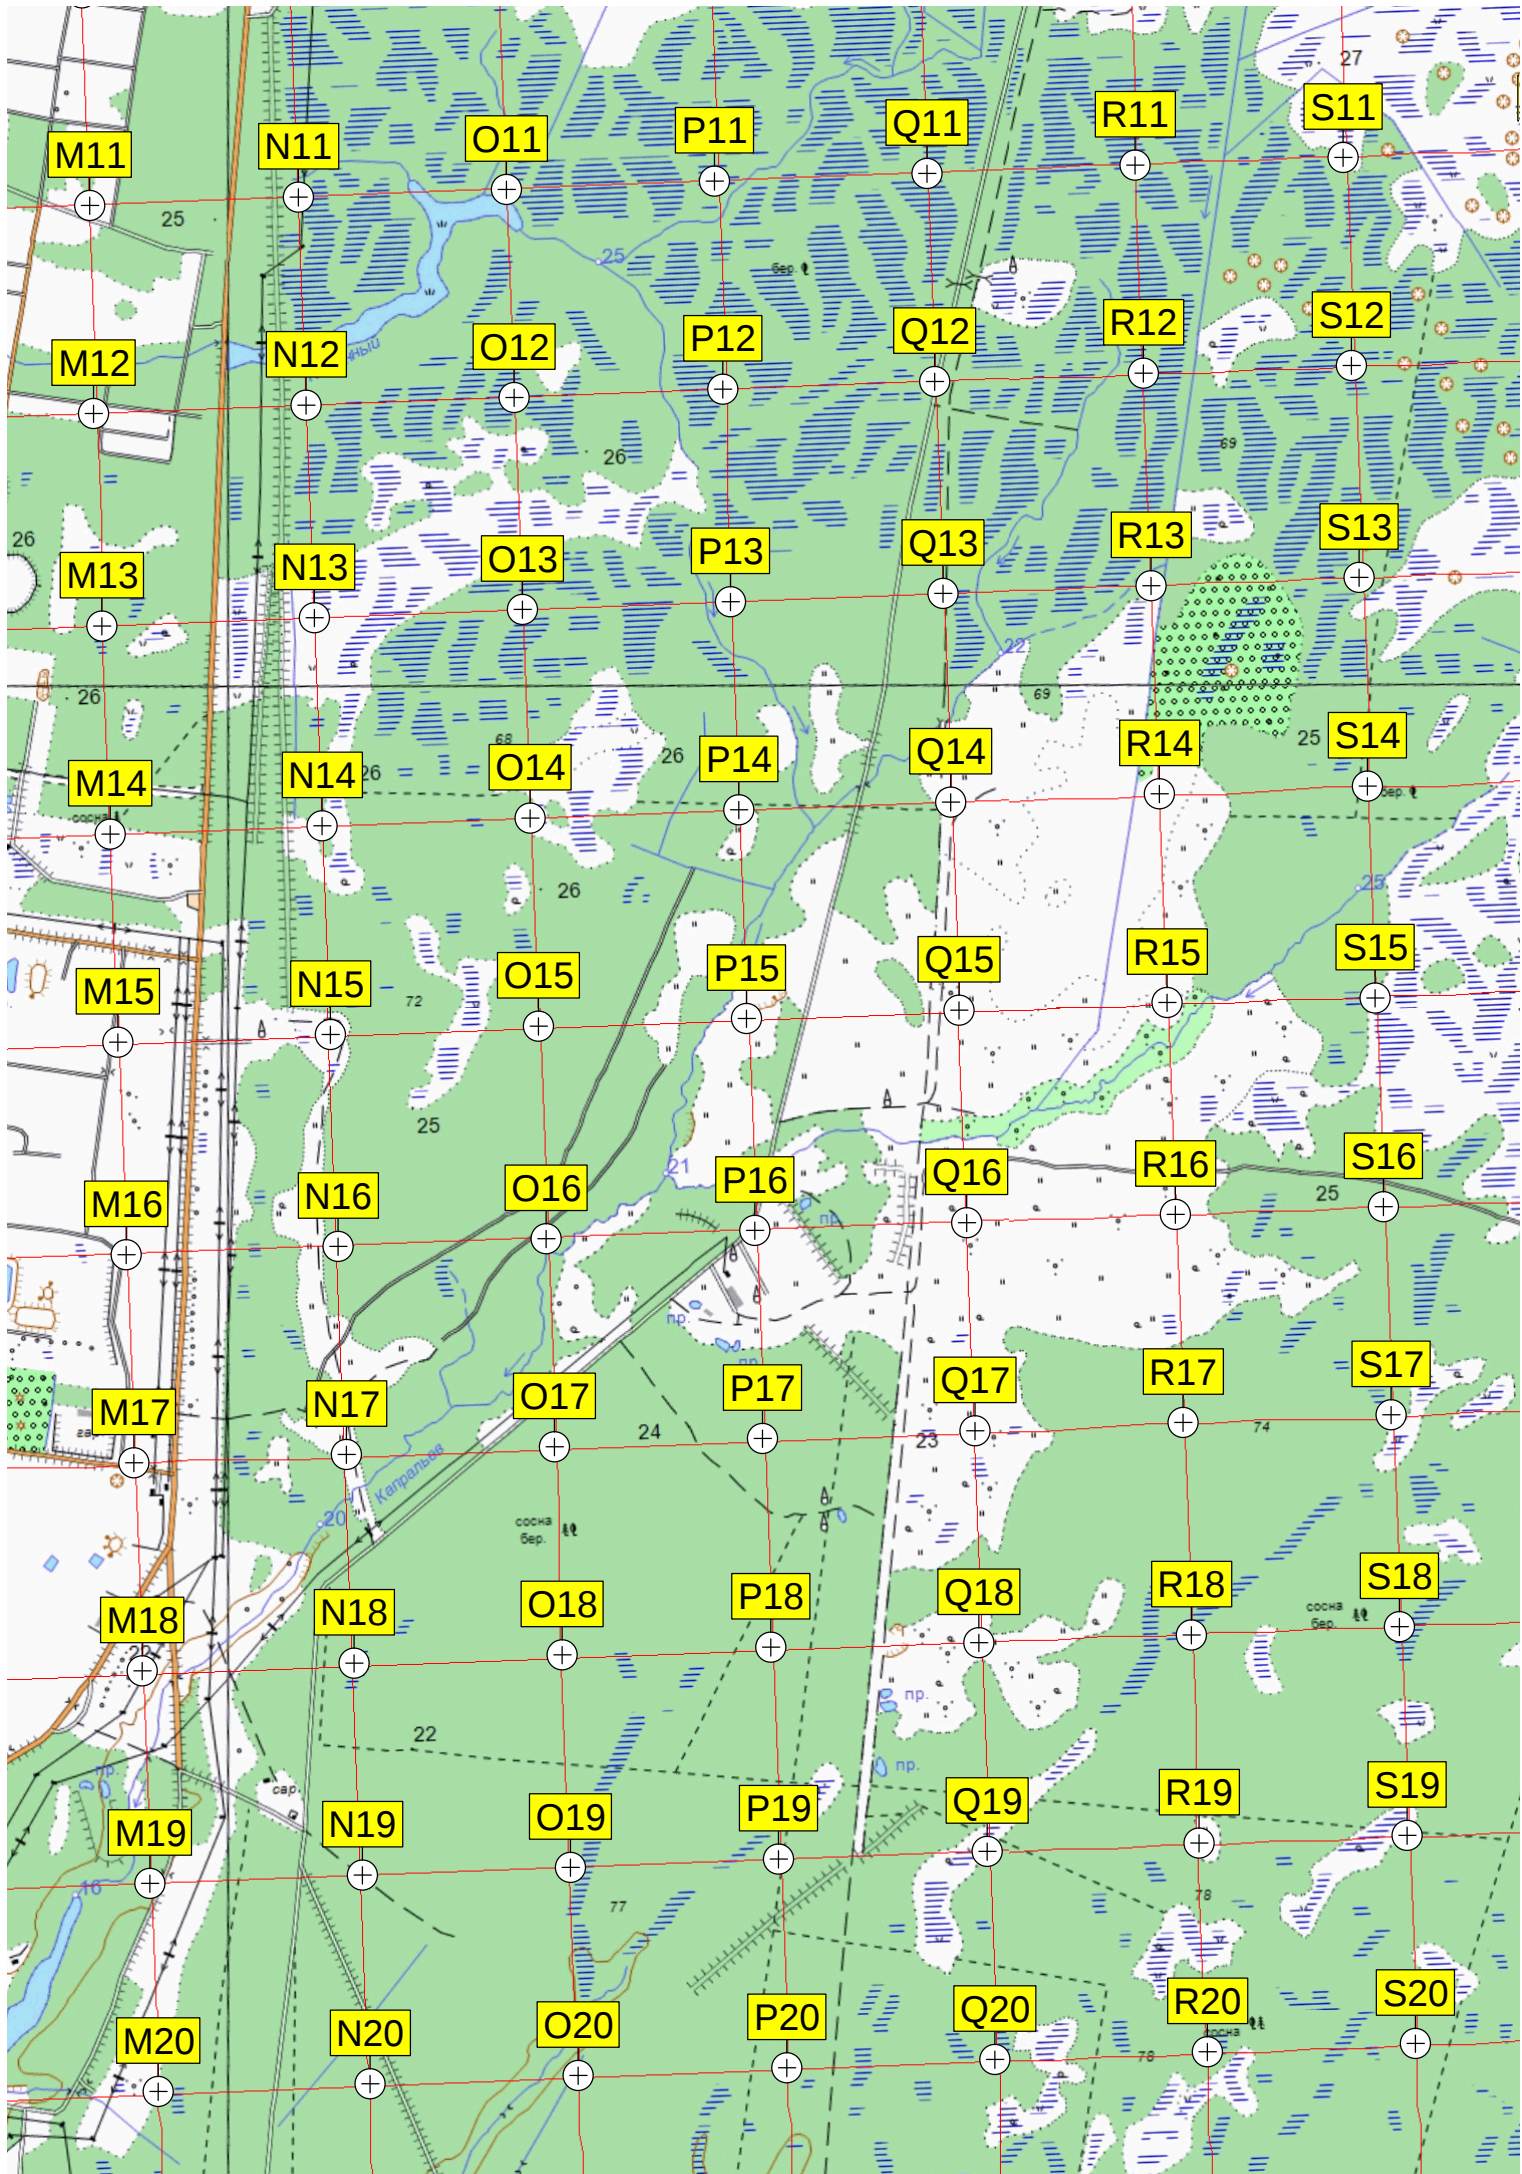 27
S11
R11
Q11
P11
O11
N11
M11
25
25
бер.
S12
R12
Q12
P12
O12
N12
M12
ный
69
26
26
S13
R13
Q13
P13
O13
N13
M13
22
69
26
25
S14
R14
Q14
68
26
P14
O14
N14
26
M14
сосна
бер.
25
26
S15
R15
Q15
P15
O15
N15
M15
72
25
S16
R16
Q16
P16
O16
N16
M16
21
25
пр.
пр.
пр.
S17
R17
Q17
P17
O17
N17
M17
24
23
74
Капральев
20
сосна
бер.
S18
R18
Q18
P18
O18
N18
M18
сосна
бер.
22
пр.
пр.
пр.
сар.
S19
R19
Q19
P19
O19
N19
M19
16
77
78
S20
R20
Q20
P20
O20
N20
M20
сосна
78